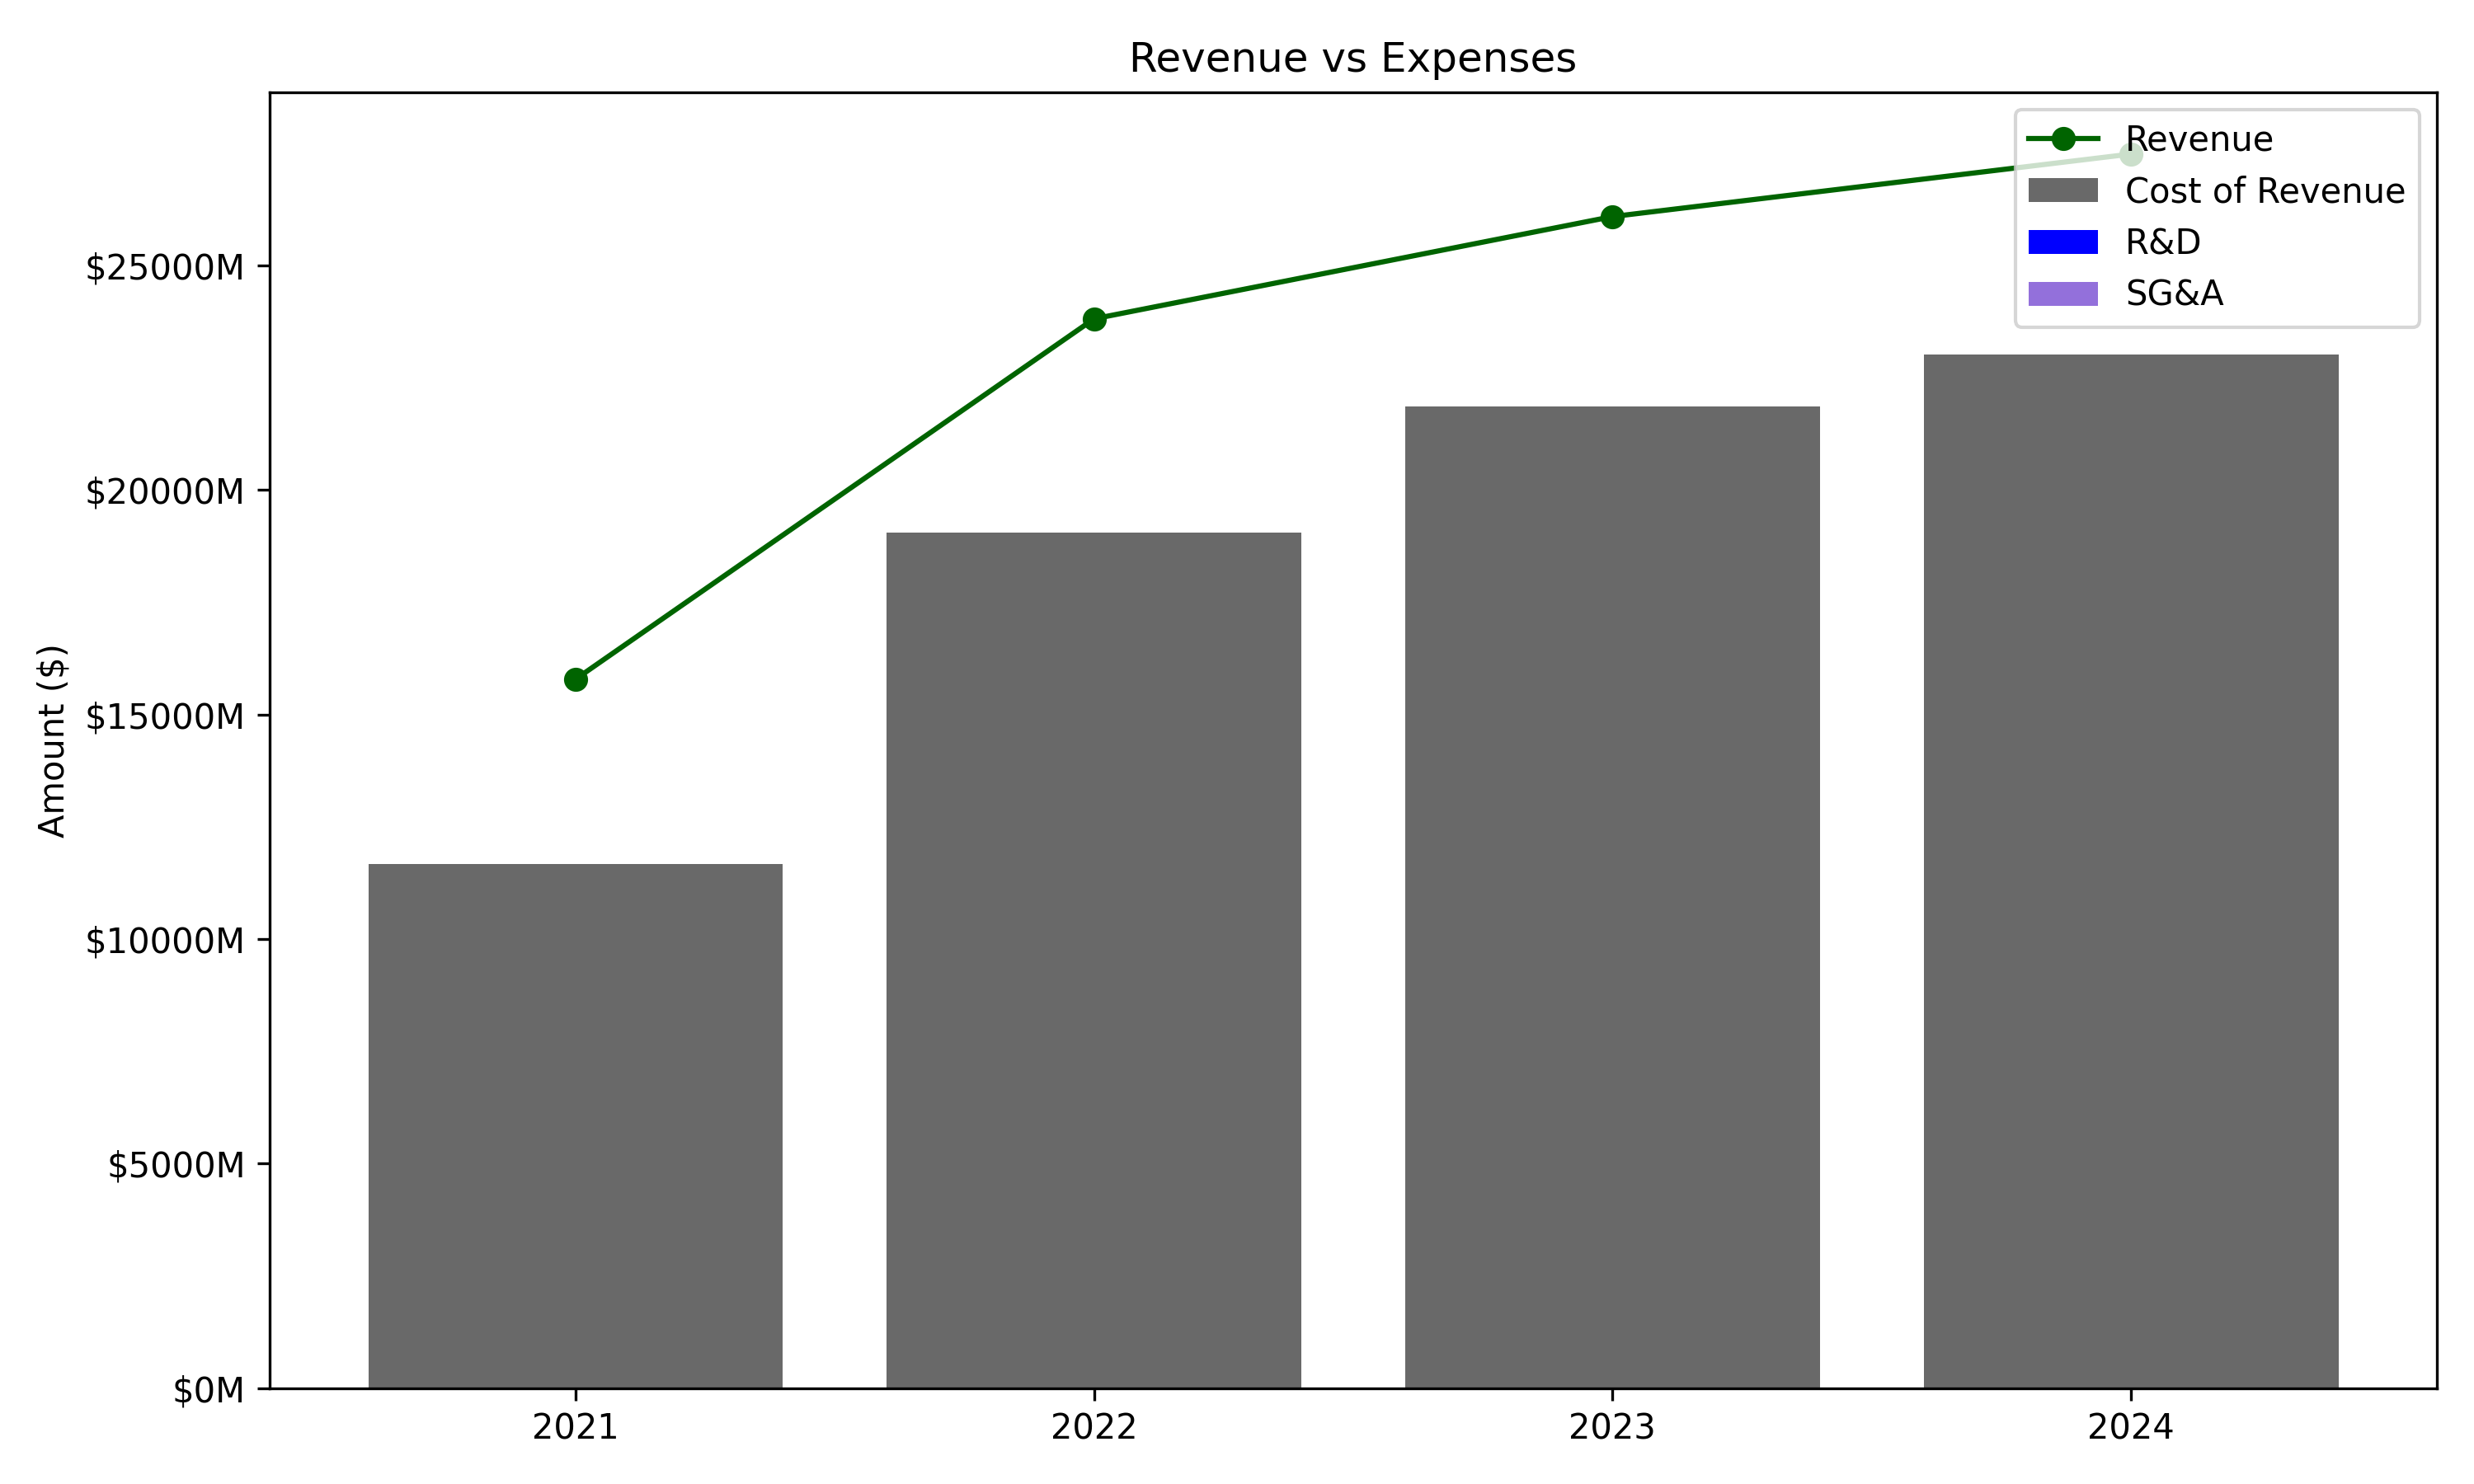 Revenue vs Expenses
Revenue
Cost of Revenue
R&D
SG&A
Amount ($)
$25000M
$20000M
$15000M
$10000M
$5000M
$0M
2021
2022
2023
2024